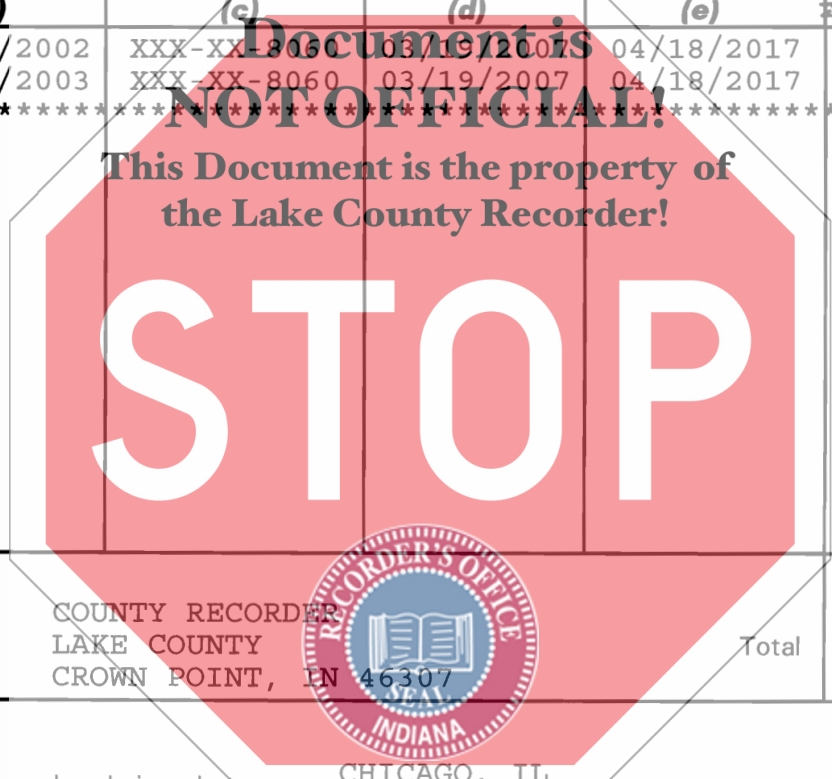 (c) (d) (e)
/2002 XXX-XX-8060 03/19/2007 04/18/2017
/2003 XXX-XX-8060 03/19/2007 04/18/2017
Document is
NOT OFFICIAL!
This Document is the property of
the Lake County Recorder!
STOP
RECORDER'S OFFICE
SEAL
INDIANA
COUNTY RECORDER
LAKE COUNTY
CROWN POINT, IN 46307
Total
CHICAGO, IL